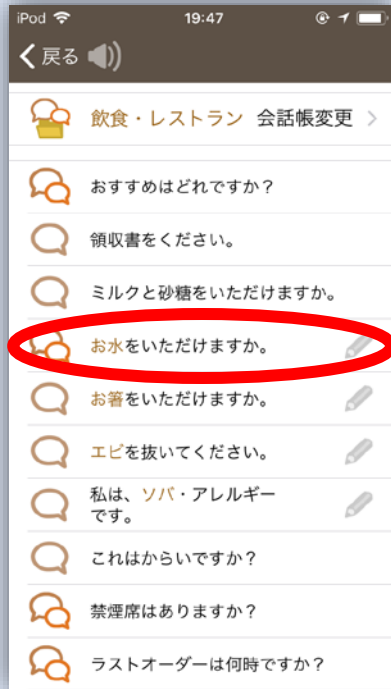 iPod 19:47
戻る
飲食・レストラン 会話帳変更
おすすめはどれですか？
領収書をください。
ミルクと砂糖をいただけますか。
お水をいただけますか。
お箸をいただけますか。
エビを抜いてください。
私は、ソバ・アレルギー
です。
これはからいですか？
禁煙席はありますか？
ラストオーダーは何時ですか？